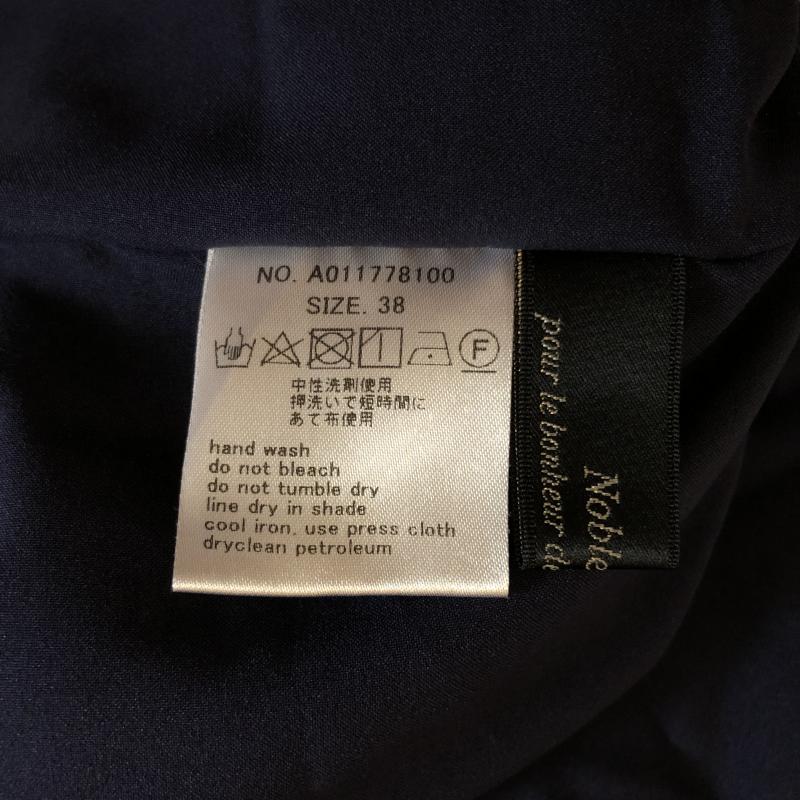 NO. A011778100
SIZE. 38
F
中性洗剤使用
押洗いで短時間に
あて布使用
hand wash
do not bleach
do not tumble dry
line dry in shade
cool iron, use press cloth
dryclean petroleum
Noble
pour le bonheur de